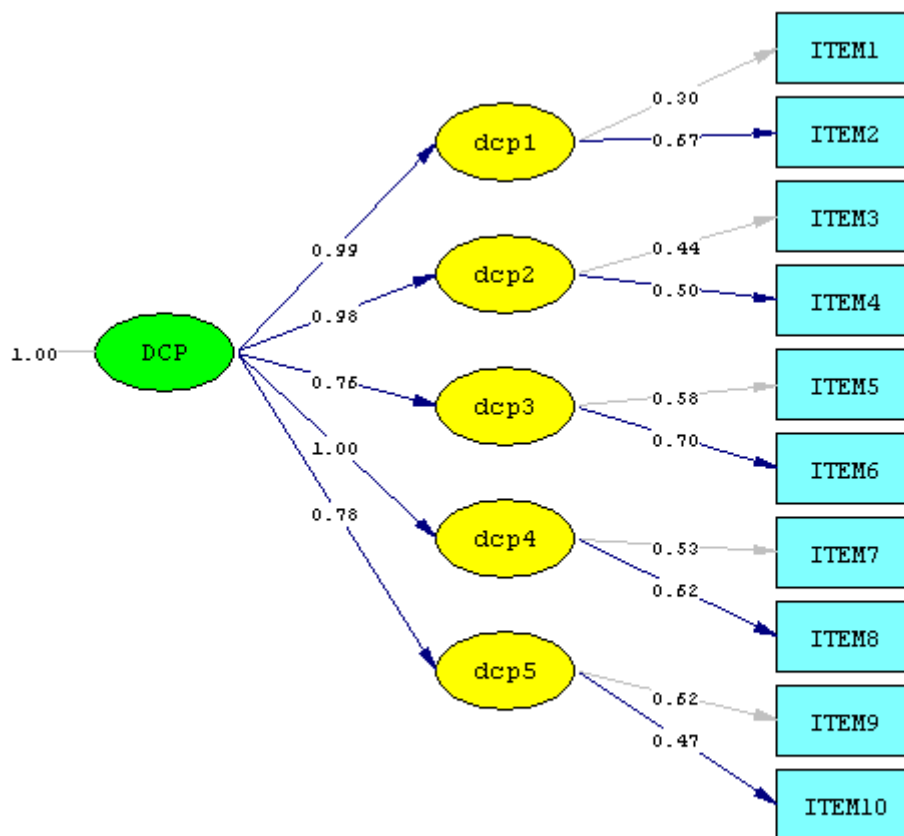 ITEM1
0.30
dcp1
0.67
ITEM2
ITEM3
0.99
0.44
dcp2
0.50
ITEM4
0.98
1.00
DCP
ITEM5
0.76
0.58
dcp3
0.70
ITEM6
1.00
0.78
0.53
dcp4
ITEM7
0.62
ITEM8
dcp5
0.62
ITEM9
0.47
ITEM10